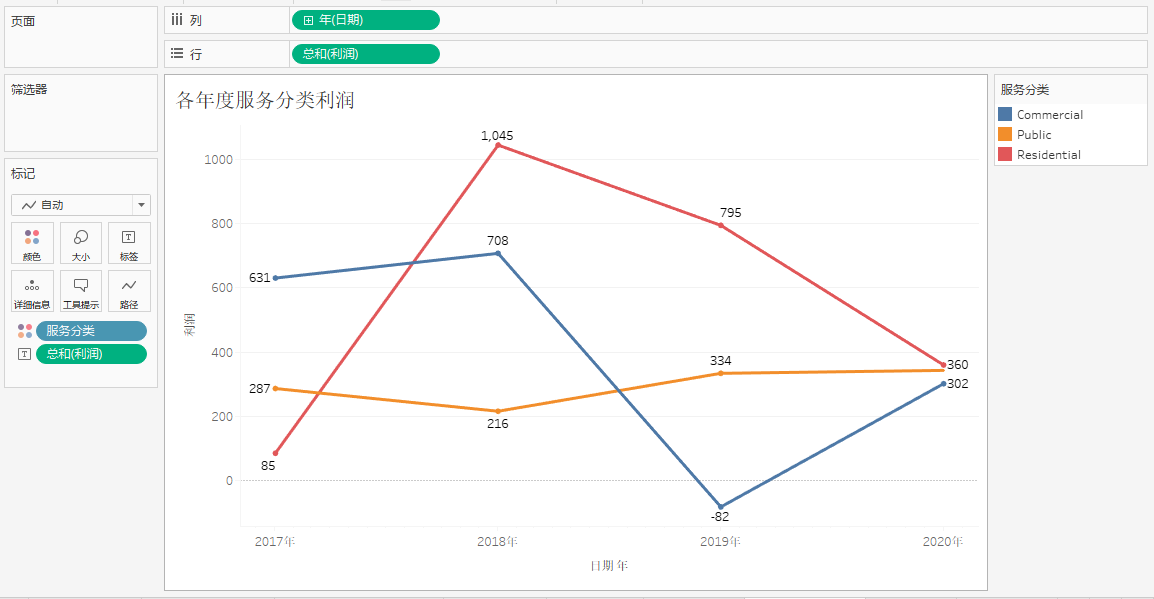 页面
列
年(日期)
行
总和(利润)
筛选器
标记
自动
颜色
大小
标签
详细信息
工具提示
路径
服务分类
总和(利润)
各年度服务分类利润
1,045
1000
800
795
708
631
600
利润
400
334
360
302
287
216
200
85
0
-82
2017年
2018年
2019年
2020年
日期 年
服务分类
Commercial
Public
Residential